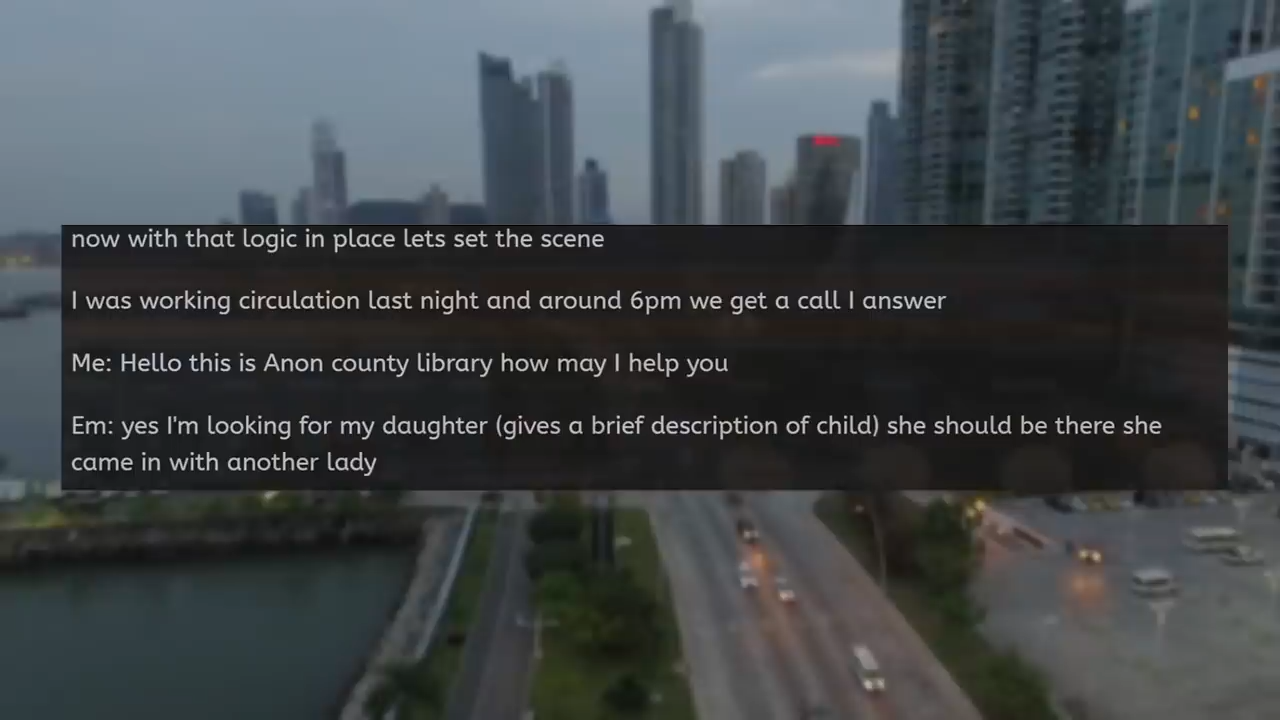 now with that logic in place lets set the scene
I was working circulation last night and around 6pm we get a call I answer
Me: Hello this is Anon county library how may I help you
Em: yes I'm looking for my daughter (gives a brief description of child) she should be there she
came in with another lady